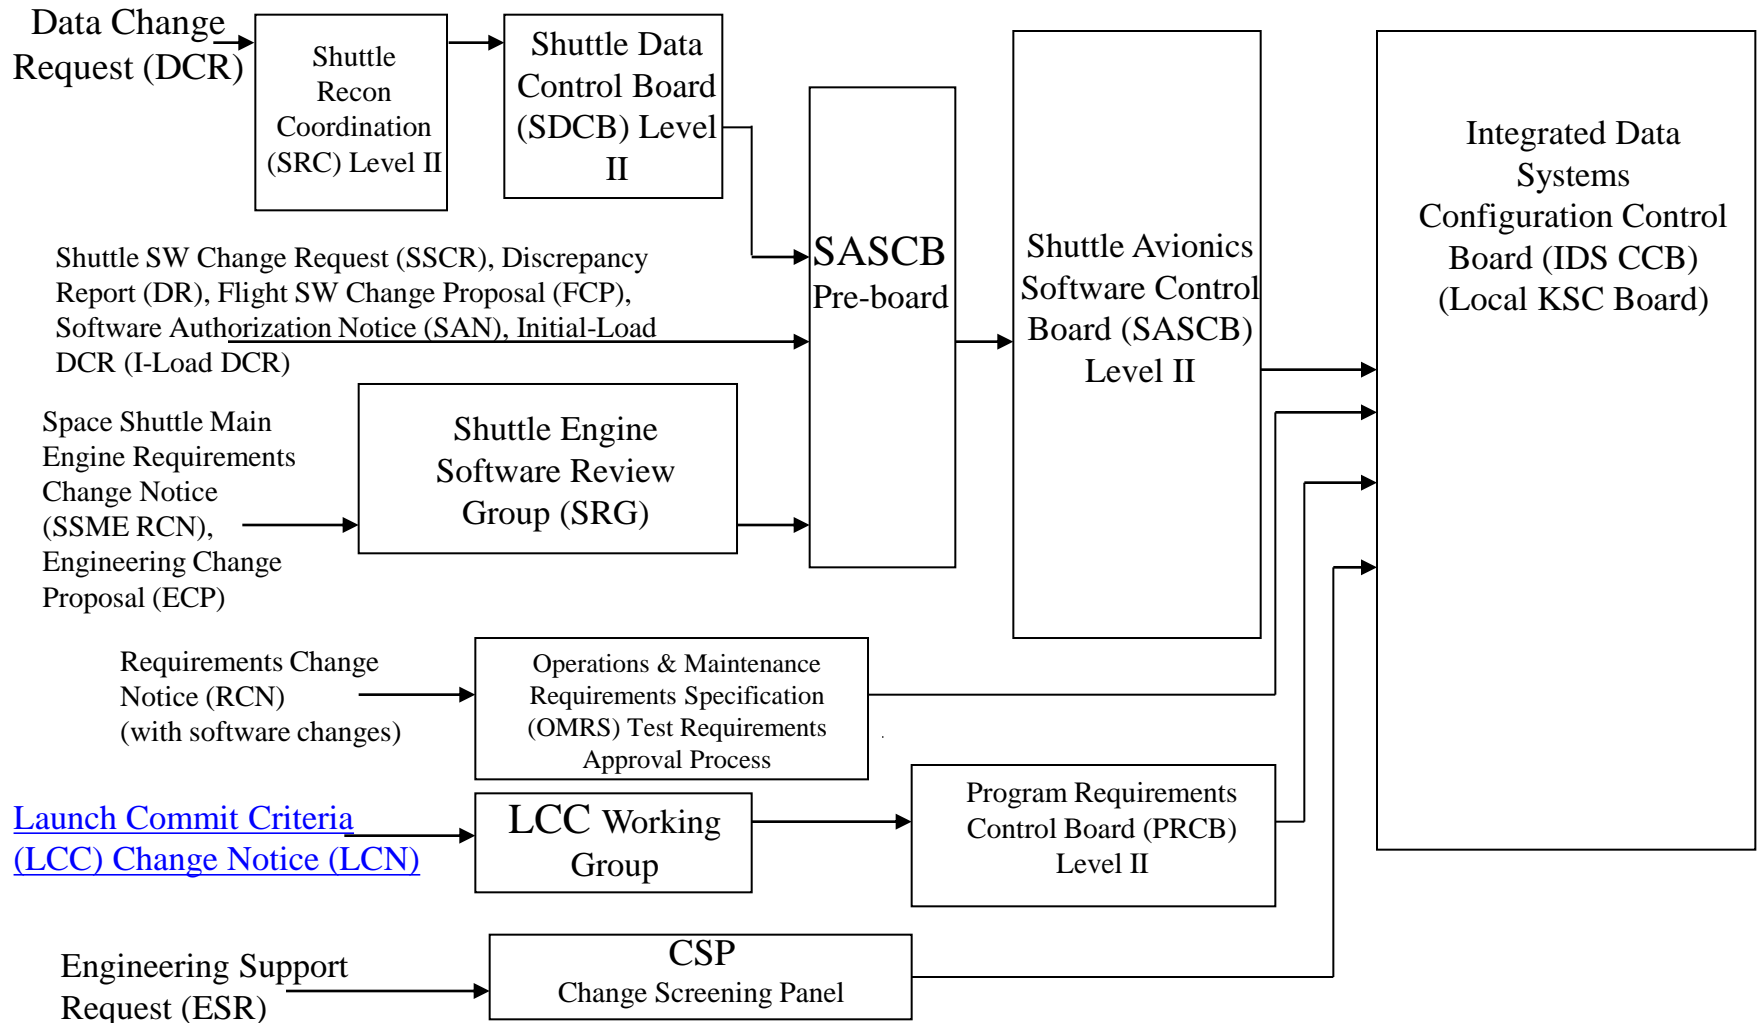 Data Change
Request (DCR)
Shuttle
Recon
Coordination
(SRC) Level II
Shuttle Data
Control Board
(SDCB) Level
II
Shuttle SW Change Request (SSCR), Discrepancy
Report (DR), Flight SW Change Proposal (FCP),
Software Authorization Notice (SAN), Initial-Load
DCR (I-Load DCR)
SASCB
Pre-board
Shuttle Avionics
Software Control
Board (SASCB)
Level II
Integrated Data
Systems
Configuration Control
Board (IDS CCB)
(Local KSC Board)
Space Shuttle Main
Engine Requirements
Change Notice
(SSME RCN),
Engineering Change
Proposal (ECP)
Shuttle Engine
Software Review
Group (SRG)
Requirements Change
Notice (RCN)
(with software changes)
Operations & Maintenance
Requirements Specification
(OMRS) Test Requirements
Approval Process
Launch Commit Criteria
(LCC) Change Notice (LCN)
LCC Working
Group
Program Requirements
Control Board (PRCB)
Level II
Engineering Support
Request (ESR)
CSP
Change Screening Panel